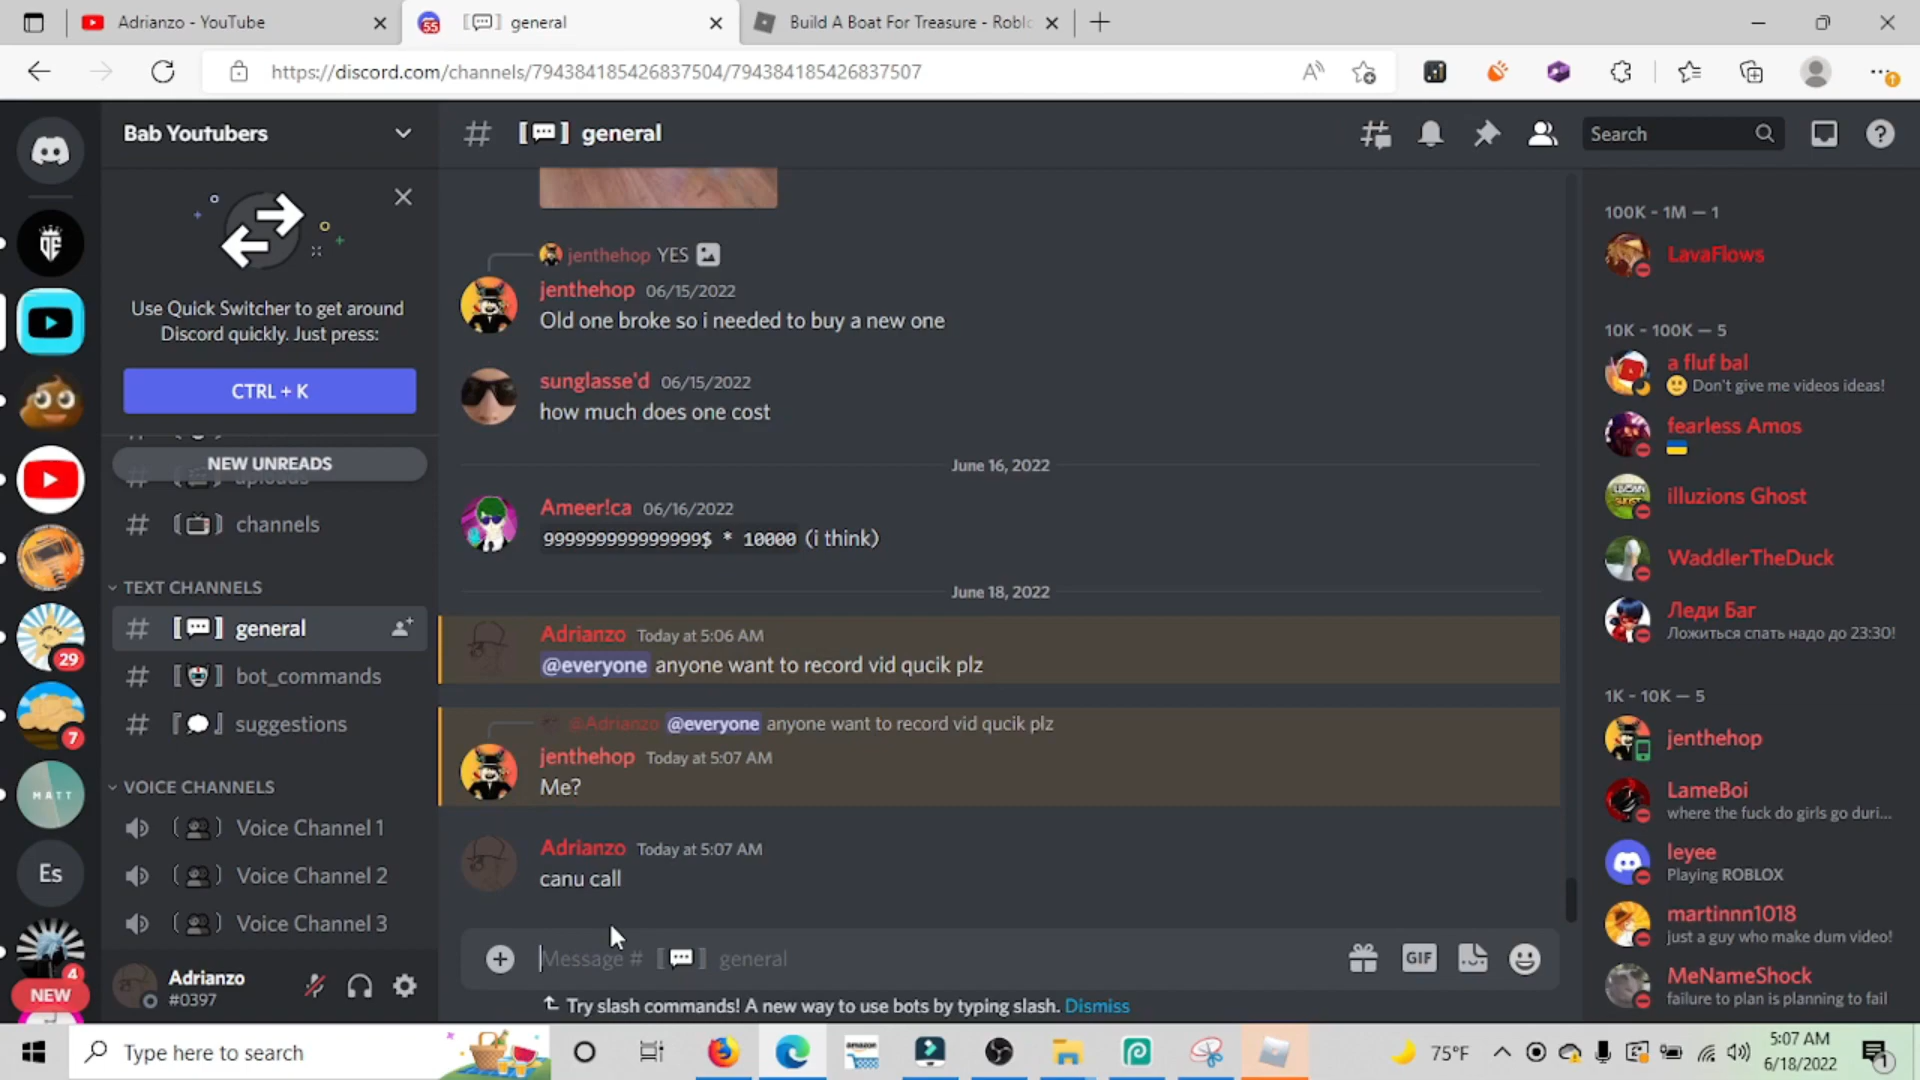 Adrianzo - YouTube
55
[💬] general
Build A Boat For Treasure - Roblo
https://discord.com/channels/794384185426837504/794384185426837507
Bab Youtubers
# [💬] general
Search
Use Quick Switcher to get around
Discord quickly. Just press:
CTRL + K
NEW UNREADS
uploads
channels
TEXT CHANNELS
general
bot_commands
suggestions
VOICE CHANNELS
Voice Channel 1
Voice Channel 2
Voice Channel 3
Adrianzo
#0397
29
7
MATT
Es
4
NEW
jenthehop YES
jenthehop 06/15/2022
Old one broke so i needed to buy a new one
sunglasse'd 06/15/2022
how much does one cost
June 16, 2022
Ameer!ca 06/16/2022
999999999999999$ * 10000 (i think)
June 18, 2022
Adrianzo Today at 5:06 AM
@everyone anyone want to record vid qucik plz
@Adrianzo @everyone anyone want to record vid qucik plz
jenthehop Today at 5:07 AM
Me?
Adrianzo Today at 5:07 AM
canu call
Message # [💬] general
GIF
Try slash commands! A new way to use bots by typing slash. Dismiss
100K - 1M — 1
LavaFlows
10K - 100K — 5
a fluf bal
Don't give me videos ideas!
fearless Amos
illuzions Ghost
WaddlerTheDuck
Леди Баг
Ложиться спать надо до 23:30!
1K - 10K — 5
jenthehop
LameBoi
where the fuck do girls go duri...
leyee
Playing ROBLOX
martinnn1018
just a guy who make dum video!
MeNameShock
failure to plan is planning to fail
Type here to search
amazon
75°F
5:07 AM
6/18/2022
1